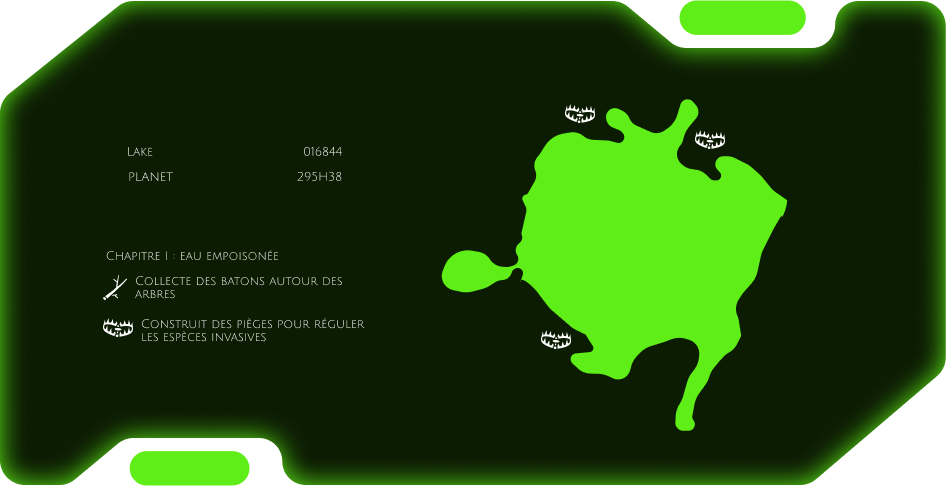 Lake 016844
PLANET 295H38
Chapitre I : eau empoisonée
Collecte des batons autour des
arbres
Construit des pièges pour réguler
les espèces invasives